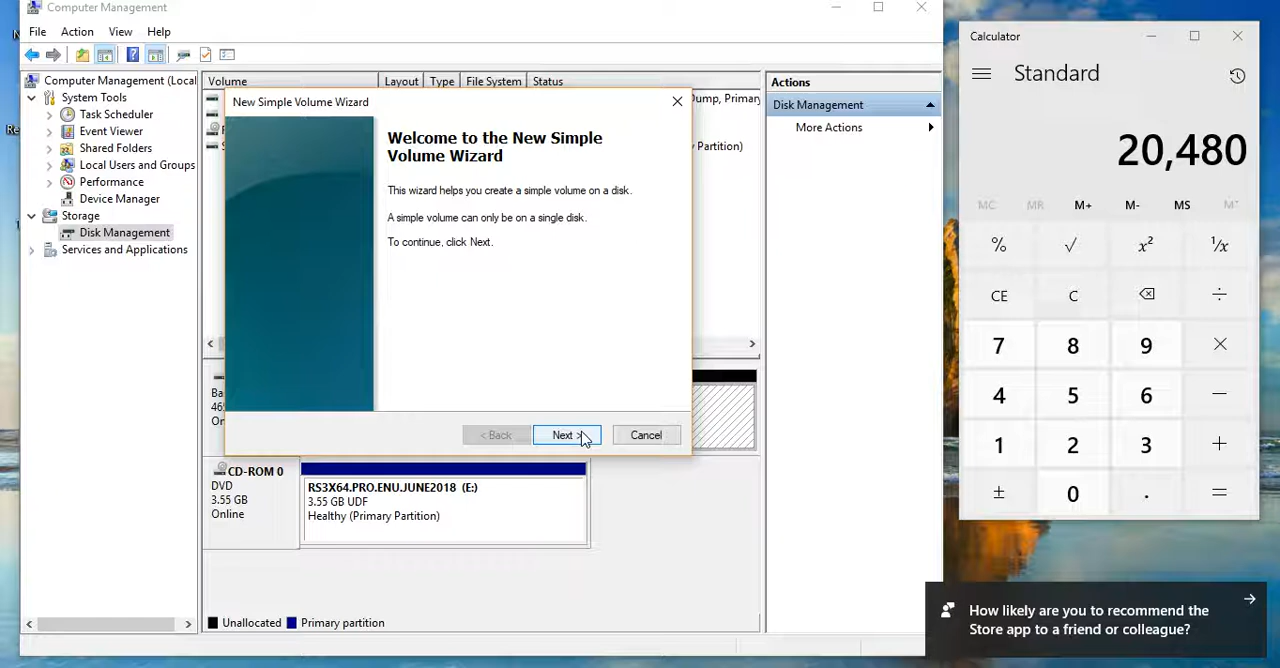 Computer Management
File Action View Help
Computer Management (Local
System Tools
Task Scheduler
Event Viewer
Shared Folders
Local Users and Groups
Performance
Device Manager
Storage
Disk Management
Services and Applications
Volume Layout Type File System Status
Dump, Primary
Partition)
New Simple Volume Wizard
Welcome to the New Simple
Volume Wizard
This wizard helps you create a simple volume on a disk.
A simple volume can only be on a single disk.
To continue, click Next.
< Back Next > Cancel
Ba
465
On
CD-ROM 0
DVD
3.55 GB
Online
RS3X64.PRO.ENU.JUNE2018 (E:)
3.55 GB UDF
Healthy (Primary Partition)
Unallocated Primary partition
Actions
Disk Management
More Actions
Calculator
Standard
20,480
MC MR M+ M- MS M˅
% √ x² ¹/x
CE C ÷
7 8 9 ×
4 5 6 −
1 2 3 +
± 0 . =
How likely are you to recommend the
Store app to a friend or colleague?